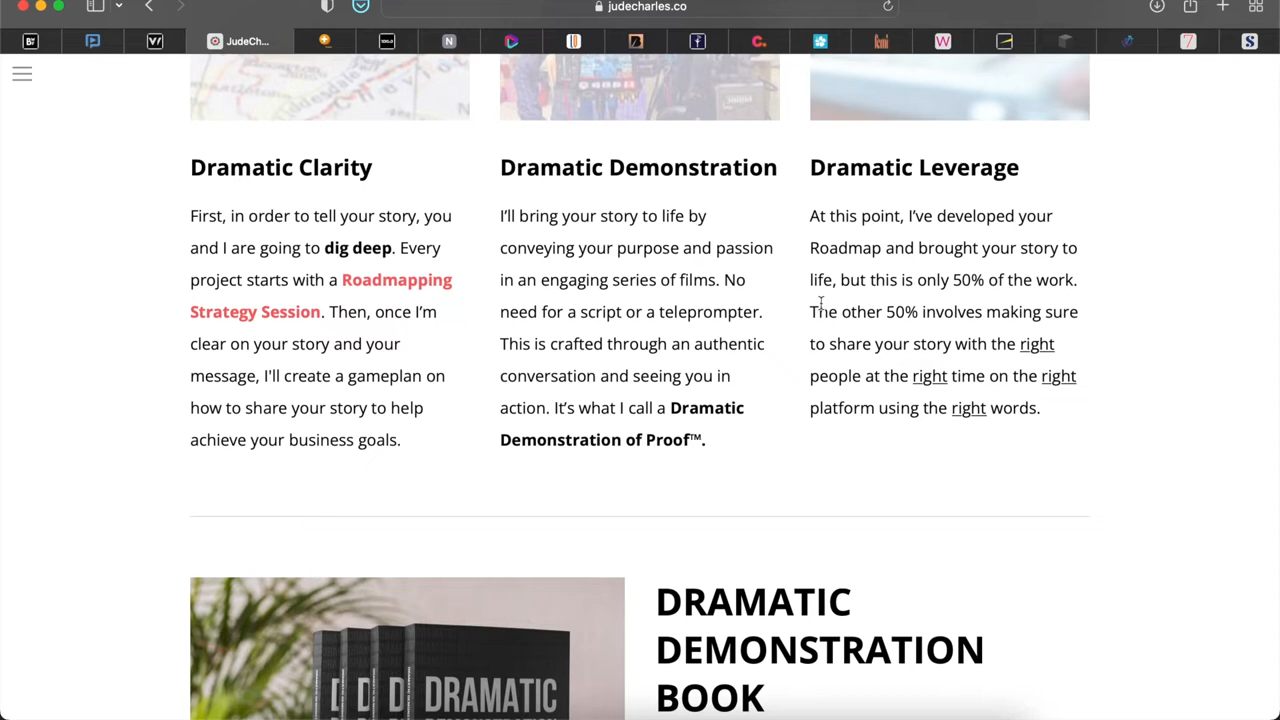 judecharles.co
JudeCh...
Dramatic Clarity
First, in order to tell your story, you
and I are going to dig deep. Every
project starts with a Roadmapping
Strategy Session. Then, once I’m
clear on your story and your
message, I'll create a gameplan on
how to share your story to help
achieve your business goals.
Dramatic Demonstration
I’ll bring your story to life by
conveying your purpose and passion
in an engaging series of films. No
need for a script or a teleprompter.
This is crafted through an authentic
conversation and seeing you in
action. It’s what I call a Dramatic
Demonstration of Proof™.
Dramatic Leverage
At this point, I’ve developed your
Roadmap and brought your story to
life, but this is only 50% of the work.
The other 50% involves making sure
to share your story with the right
people at the right time on the right
platform using the right words.
DRAMATIC
DRAMATIC
DEMONSTRATION
BOOK